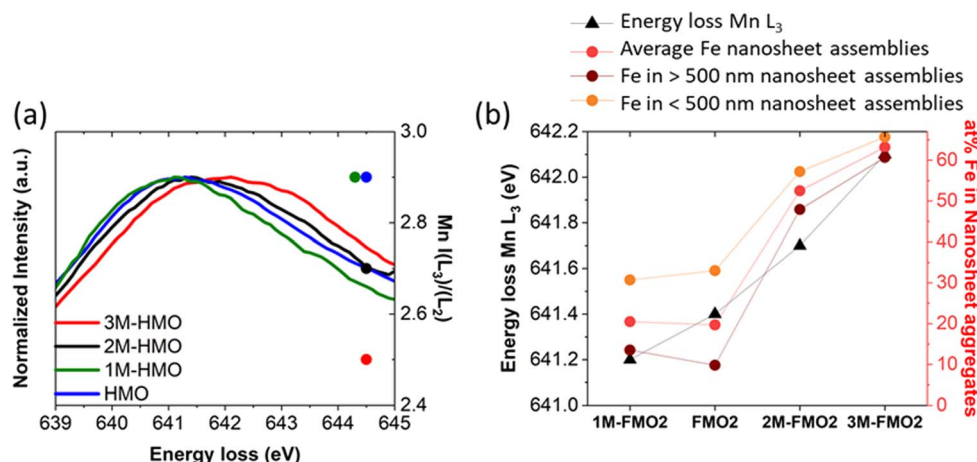 Energy loss Mn L₃
Average Fe nanosheet assemblies
Fe in > 500 nm nanosheet assemblies
Fe in < 500 nm nanosheet assemblies
(a)
Normalized Intensity (a.u.)
3M-HMO
2M-HMO
1M-HMO
HMO
639 640 641 642 643 644 645
Energy loss (eV)
3.0
2.8
2.6
2.4
Mn I(L₃)/(L₂)
(b)
Energy loss Mn L₃ (eV)
642.2
642.0
641.8
641.6
641.4
641.2
641.0
1M-FMO2 FMO2 2M-FMO2 3M-FMO2
60
50
40
30
20
10
0
at% Fe in Nanosheet aggregates